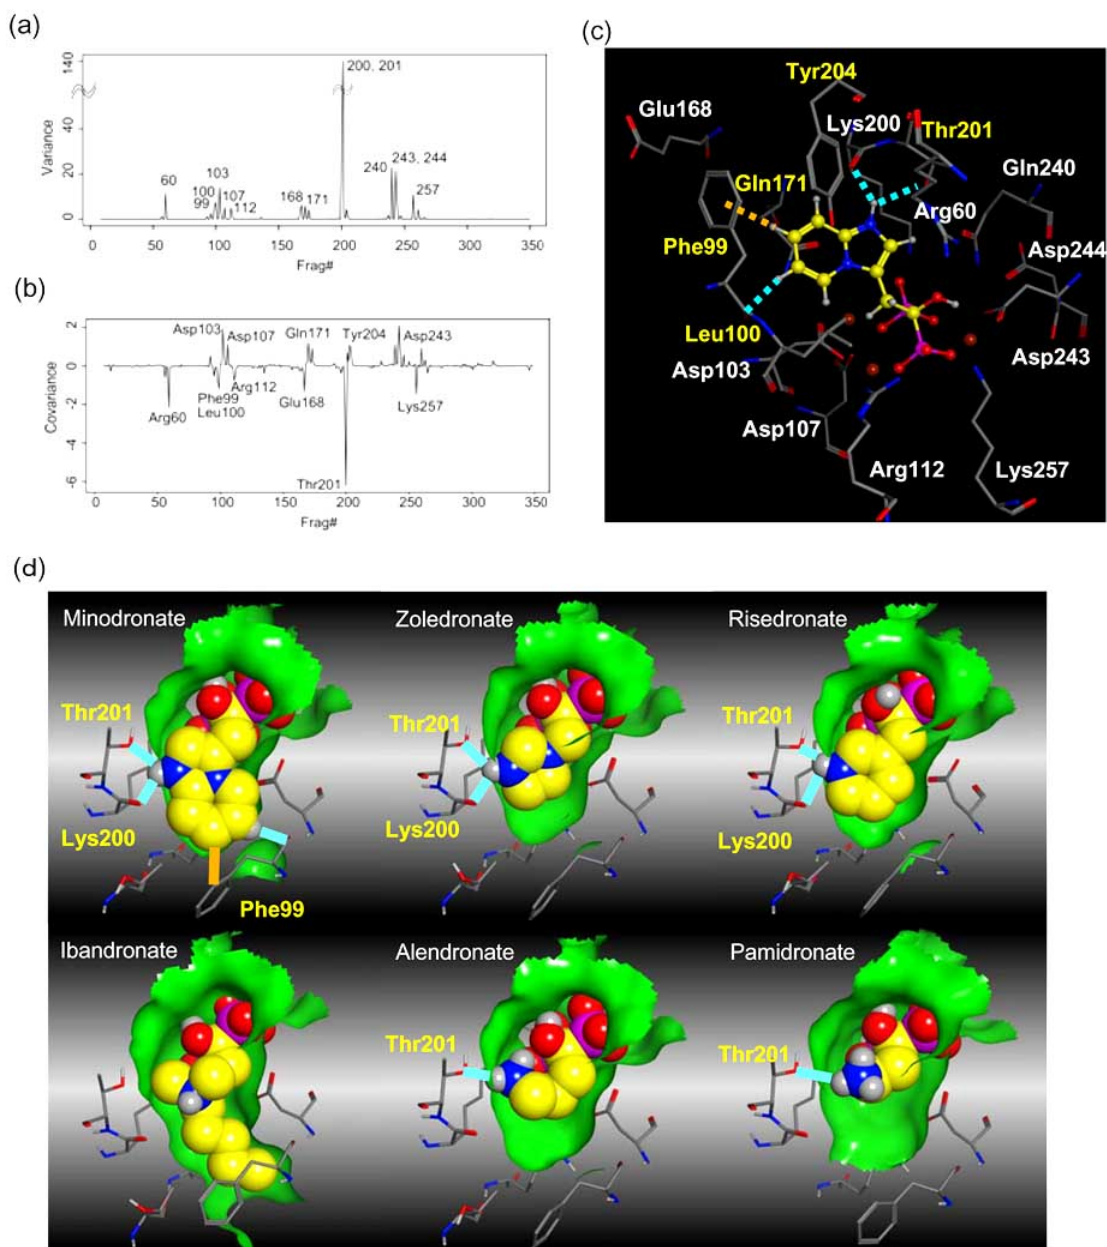 (a)
140
40
20
0
Variance
200, 201
60
103
100
99
107
112
168
171
240
243, 244
257
0
50
100
150
200
250
300
350
Frag#
(b)
2
0
-2
-4
-6
Covariance
Asp103
Asp107
Gln171
Tyr204
Asp243
Arg60
Phe99
Leu100
Arg112
Glu168
Lys257
Thr201
0
50
100
150
200
250
300
350
Frag#
(c)
Tyr204
Glu168
Lys200
Thr201
Gln240
Gln171
Arg60
Phe99
Asp244
Leu100
Asp103
Asp243
Asp107
Arg112
Lys257
(d)
Minodronate
Zoledronate
Risedronate
Thr201
Thr201
Thr201
Lys200
Lys200
Lys200
Phe99
Ibandronate
Alendronate
Pamidronate
Thr201
Thr201